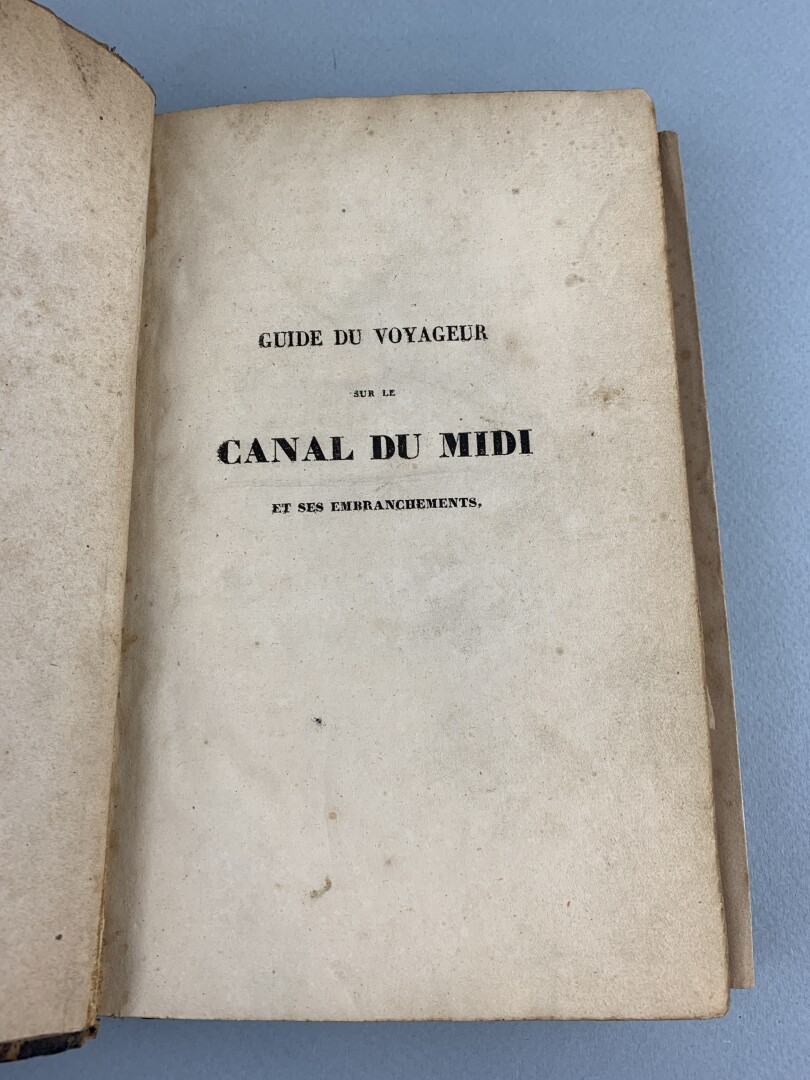 GUIDE DU VOYAGEUR
SUR LE
CANAL DU MIDI
ET SES EMBRANCHEMENTS,